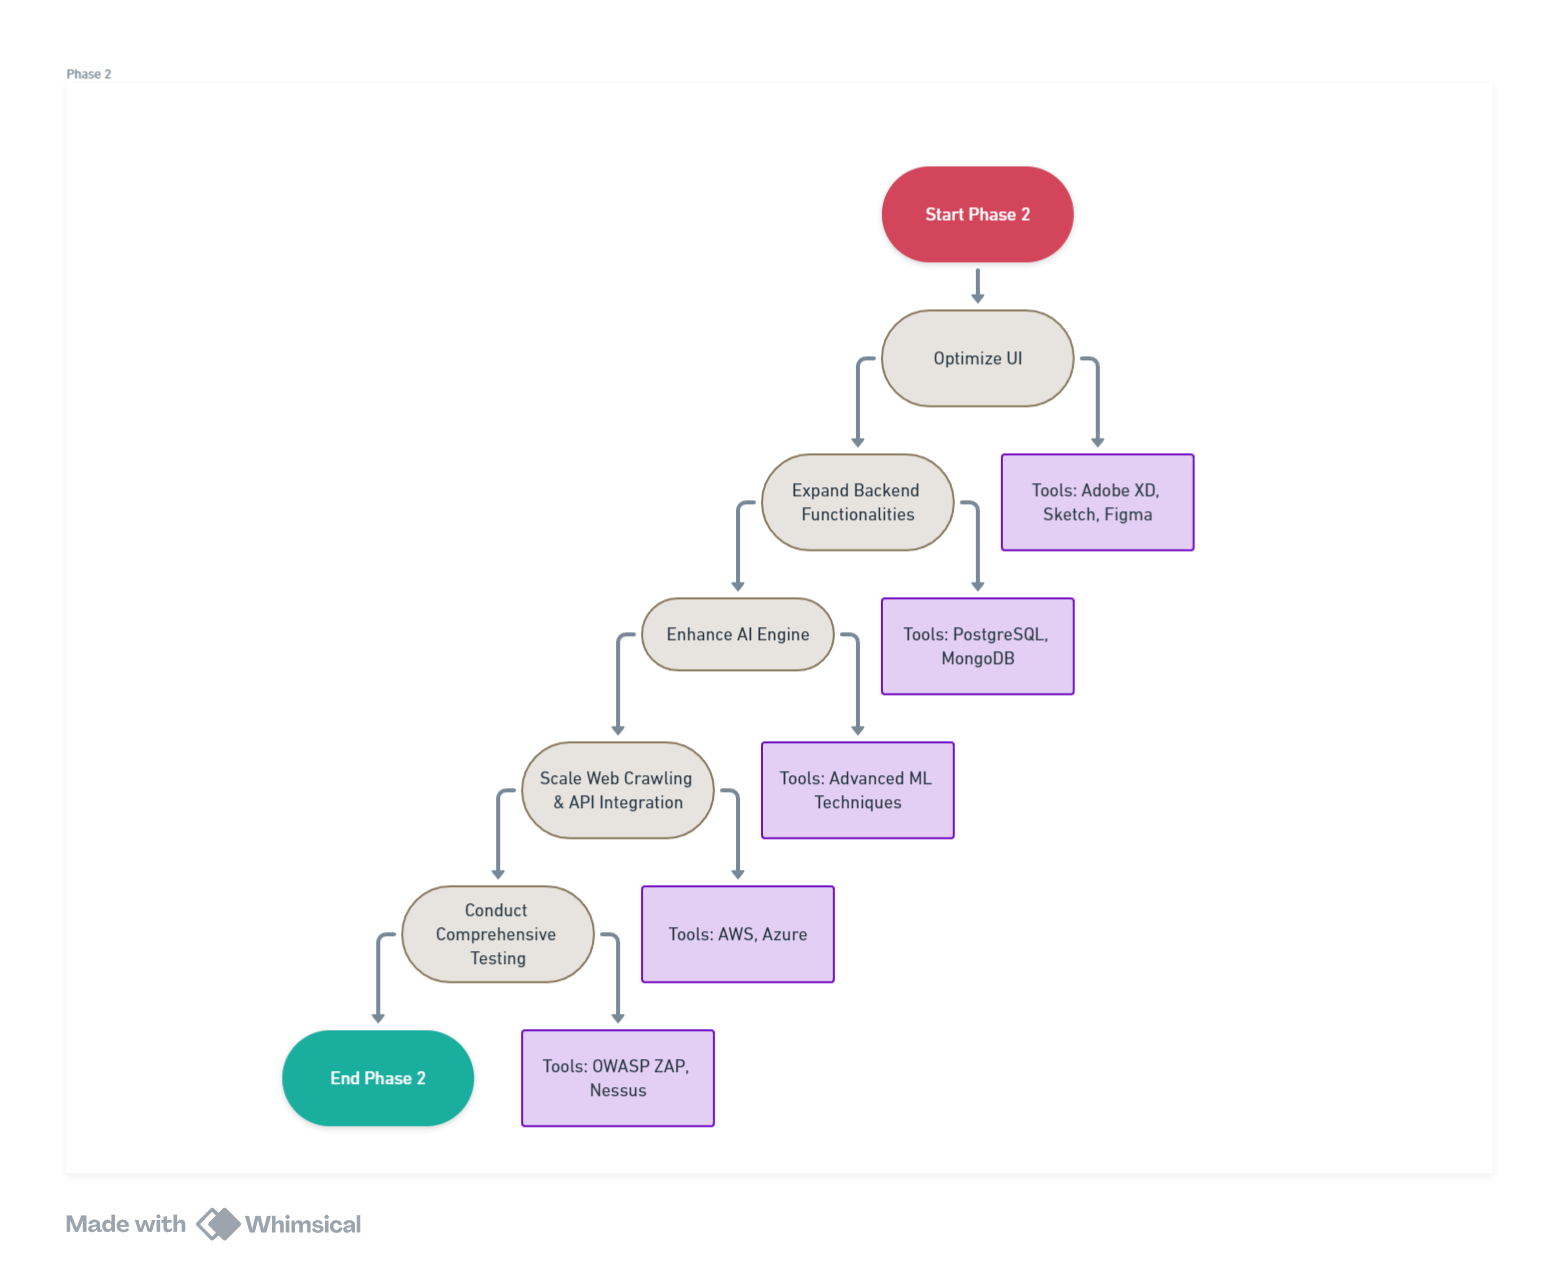 Phase 2
Start Phase 2
Optimize UI
Expand Backend
Functionalities
Tools: Adobe XD,
Sketch, Figma
Enhance AI Engine
Tools: PostgreSQL,
MongoDB
Scale Web Crawling
& API Integration
Tools: Advanced ML
Techniques
Conduct
Comprehensive
Testing
Tools: AWS, Azure
End Phase 2
Tools: OWASP ZAP,
Nessus
Made with Whimsical